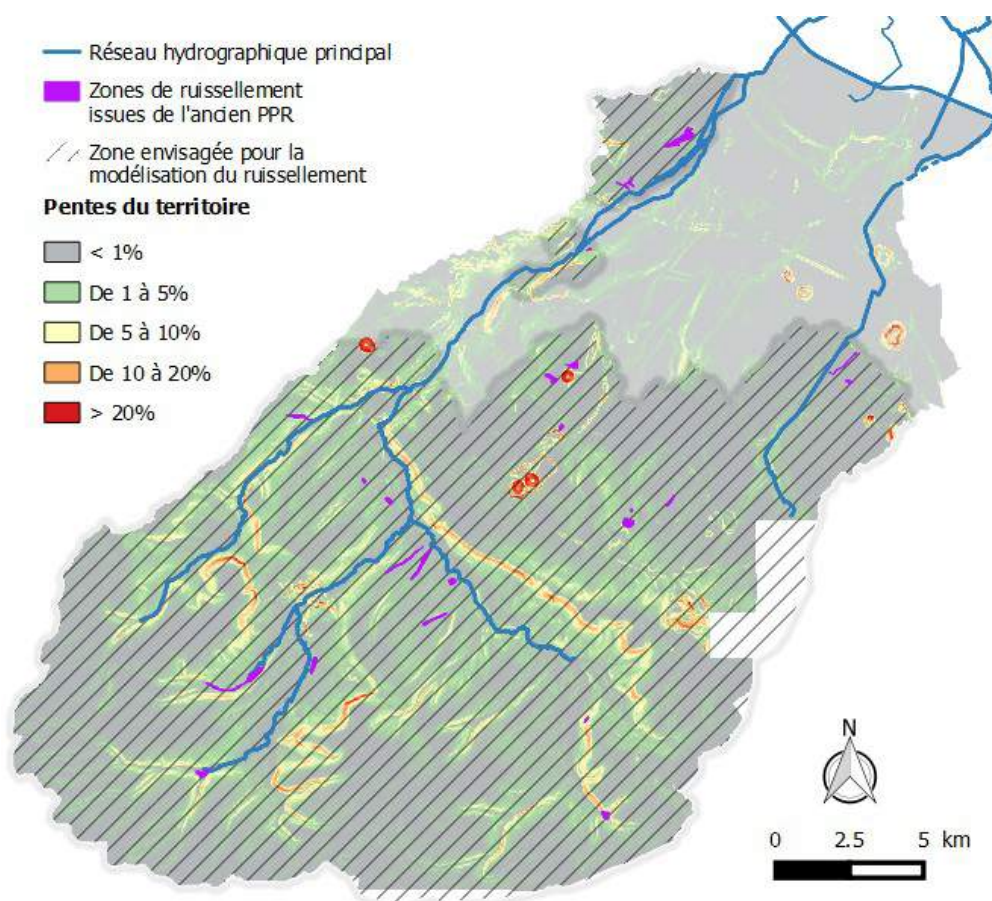 Réseau hydrographique principal
Zones de ruissellement
issues de l'ancien PPR
Zone envisagée pour la
modélisation du ruissellement
Pentes du territoire
< 1%
De 1 à 5%
De 5 à 10%
De 10 à 20%
> 20%
N
0 2.5 5 km